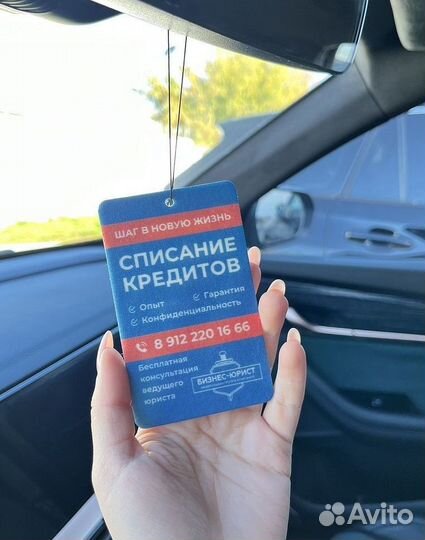 ШАГ В НОВУЮ ЖИЗНЬ
СПИСАНИЕ
КРЕДИТОВ
Опыт
Гарантия
Конфиденциальность
8 912 220 16 66
Бесплатная
консультация
ведущего
юриста
БИЗНЕС-ЮРИСТ
Avito